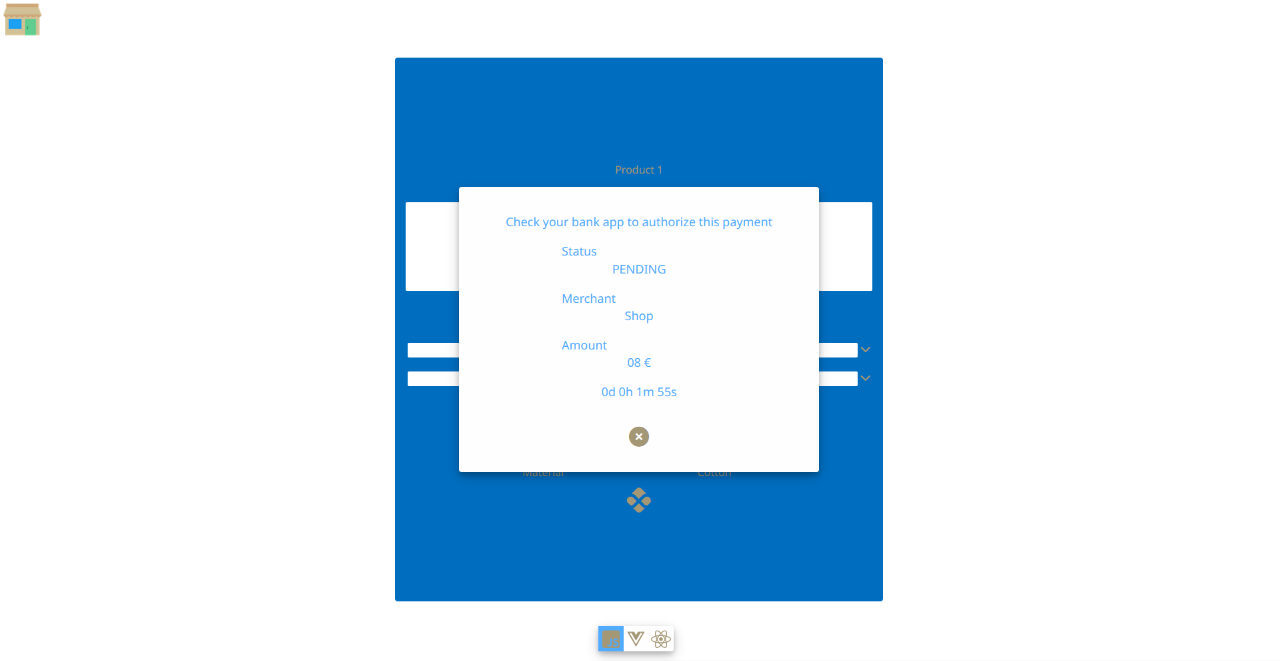 Product 1
Check your bank app to authorize this payment
Status
PENDING
Merchant
Shop
Amount
08 €
0d 0h 1m 55s
Material Cotton